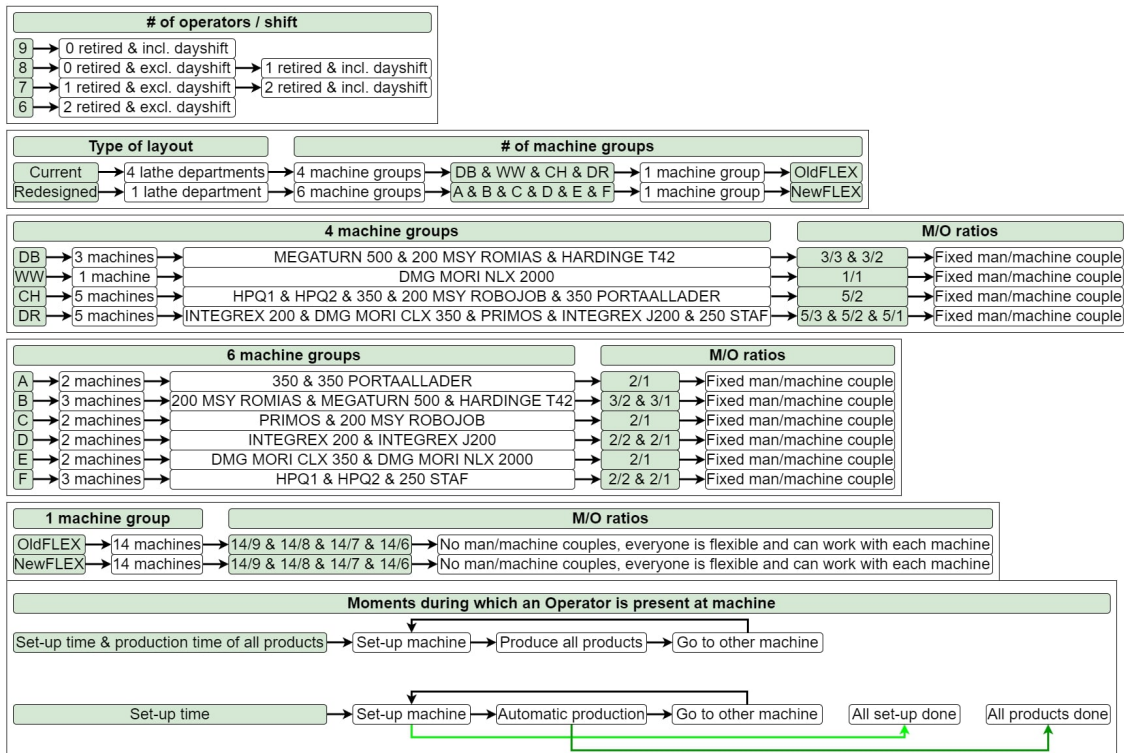 # of operators / shift
9 0 retired & incl. dayshift
8 0 retired & excl. dayshift 1 retired & incl. dayshift
7 1 retired & excl. dayshift 2 retired & incl. dayshift
6 2 retired & excl. dayshift
Type of layout # of machine groups
Current 4 lathe departments 4 machine groups DB & WW & CH & DR 1 machine group OldFLEX
Redesigned 1 lathe department 6 machine groups A & B & C & D & E & F 1 machine group NewFLEX
4 machine groups M/O ratios
DB 3 machines MEGATURN 500 & 200 MSY ROMIAS & HARDINGE T42 3/3 & 3/2 Fixed man/machine couple
WW 1 machine DMG MORI NLX 2000 1/1 Fixed man/machine couple
CH 5 machines HPQ1 & HPQ2 & 350 & 200 MSY ROBOJOB & 350 PORTAALLADER 5/2 Fixed man/machine couple
DR 5 machines INTEGREX 200 & DMG MORI CLX 350 & PRIMOS & INTEGREX J200 & 250 STAF 5/3 & 5/2 & 5/1 Fixed man/machine couple
6 machine groups M/O ratios
A 2 machines 350 & 350 PORTAALLADER 2/1 Fixed man/machine couple
B 3 machines 200 MSY ROMIAS & MEGATURN 500 & HARDINGE T42 3/2 & 3/1 Fixed man/machine couple
C 2 machines PRIMOS & 200 MSY ROBOJOB 2/1 Fixed man/machine couple
D 2 machines INTEGREX 200 & INTEGREX J200 2/2 & 2/1 Fixed man/machine couple
E 2 machines DMG MORI CLX 350 & DMG MORI NLX 2000 2/1 Fixed man/machine couple
F 3 machines HPQ1 & HPQ2 & 250 STAF 2/2 & 2/1 Fixed man/machine couple
1 machine group M/O ratios
OldFLEX 14 machines 14/9 & 14/8 & 14/7 & 14/6 No man/machine couples, everyone is flexible and can work with each machine
NewFLEX 14 machines 14/9 & 14/8 & 14/7 & 14/6 No man/machine couples, everyone is flexible and can work with each machine
Moments during which an Operator is present at machine
Set-up time & production time of all products Set-up machine Produce all products Go to other machine
Set-up time Set-up machine Automatic production Go to other machine All set-up done All products done